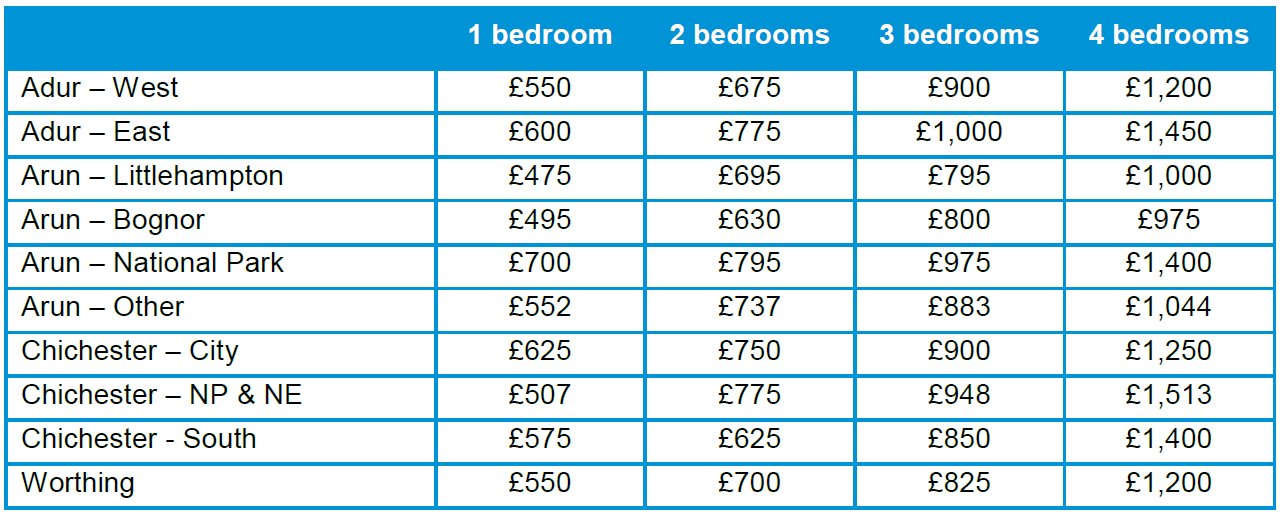 1 bedroom 2 bedrooms 3 bedrooms 4 bedrooms
Adur – West £550 £675 £900 £1,200
Adur – East £600 £775 £1,000 £1,450
Arun – Littlehampton £475 £695 £795 £1,000
Arun – Bognor £495 £630 £800 £975
Arun – National Park £700 £795 £975 £1,400
Arun – Other £552 £737 £883 £1,044
Chichester – City £625 £750 £900 £1,250
Chichester – NP & NE £507 £775 £948 £1,513
Chichester - South £575 £625 £850 £1,400
Worthing £550 £700 £825 £1,200